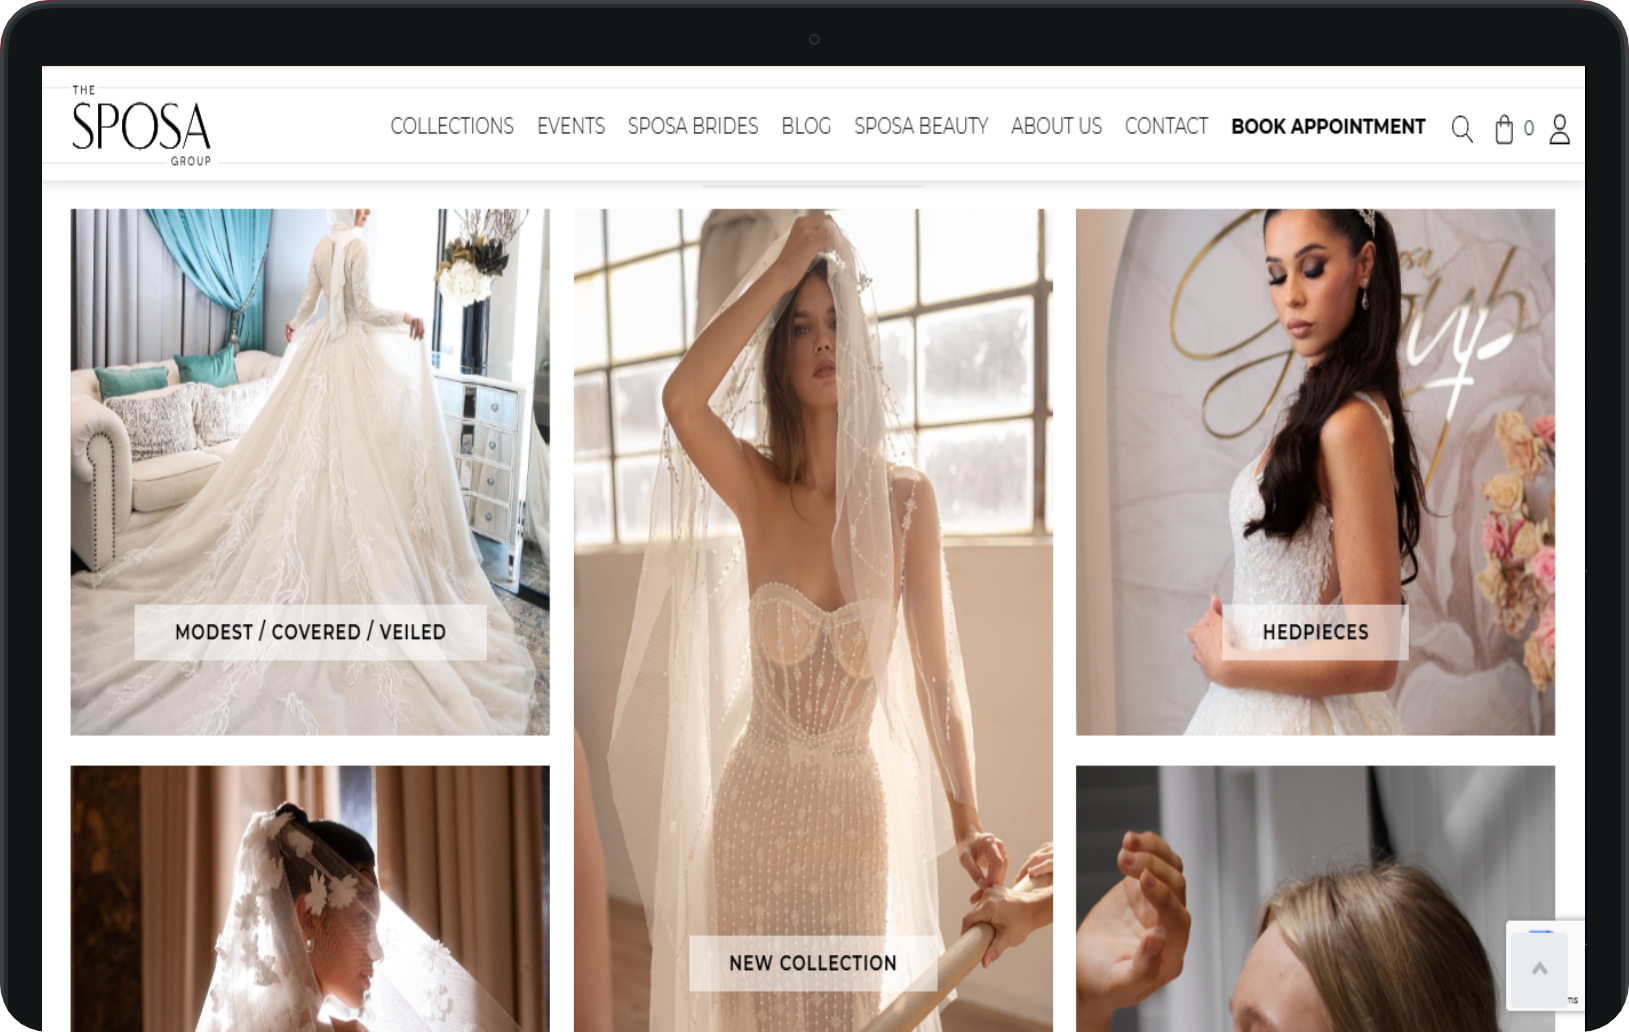 THE
SPOSA
GROUP
COLLECTIONS EVENTS SPOSA BRIDES BLOG SPOSA BEAUTY ABOUT US CONTACT BOOK APPOINTMENT 0
MODEST / COVERED / VEILED
HEDPIECES
NEW COLLECTION